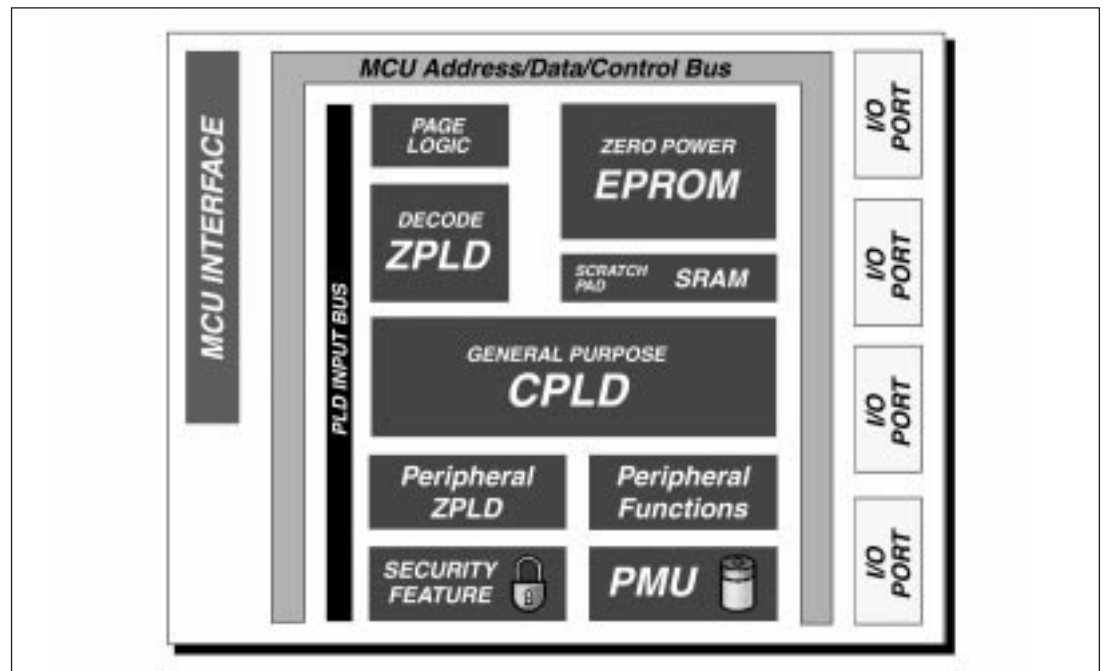 MCU INTERFACE
MCU Address/Data/Control Bus
PLD INPUT BUS
PAGE
LOGIC
ZERO POWER
EPROM
DECODE
ZPLD
SCRATCH
PAD
SRAM
GENERAL PURPOSE
CPLD
Peripheral
ZPLD
Peripheral
Functions
SECURITY
FEATURE
PMU
I/O
PORT
I/O
PORT
I/O
PORT
I/O
PORT